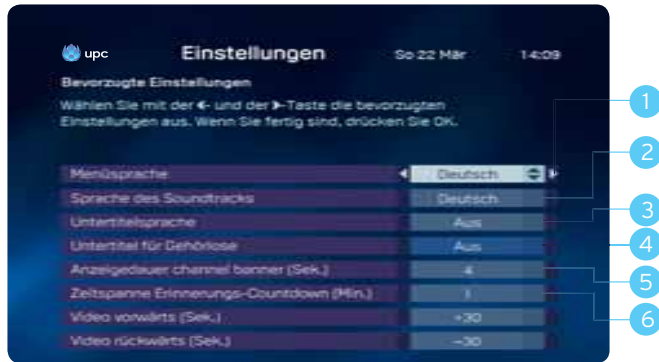 upc Einstellungen So 22 Mär 14:09
Bevorzugte Einstellungen
Wählen Sie mit der ◄- und der ►-Taste die bevorzugten
Einstellungen aus. Wenn Sie fertig sind, drücken Sie OK.
Menüsprache Deutsch 1
Sprache des Soundtracks Deutsch 2
Untertitelsprache Aus 3
Untertitel für Gehörlose Aus 4
Anzeigedauer channel banner (Sek.) 4 5
Zeitspanne Erinnerungs-Countdown (Min.) 1 6
Video vorwärts (Sek.) +30
Video rückwärts (Sek.) -30